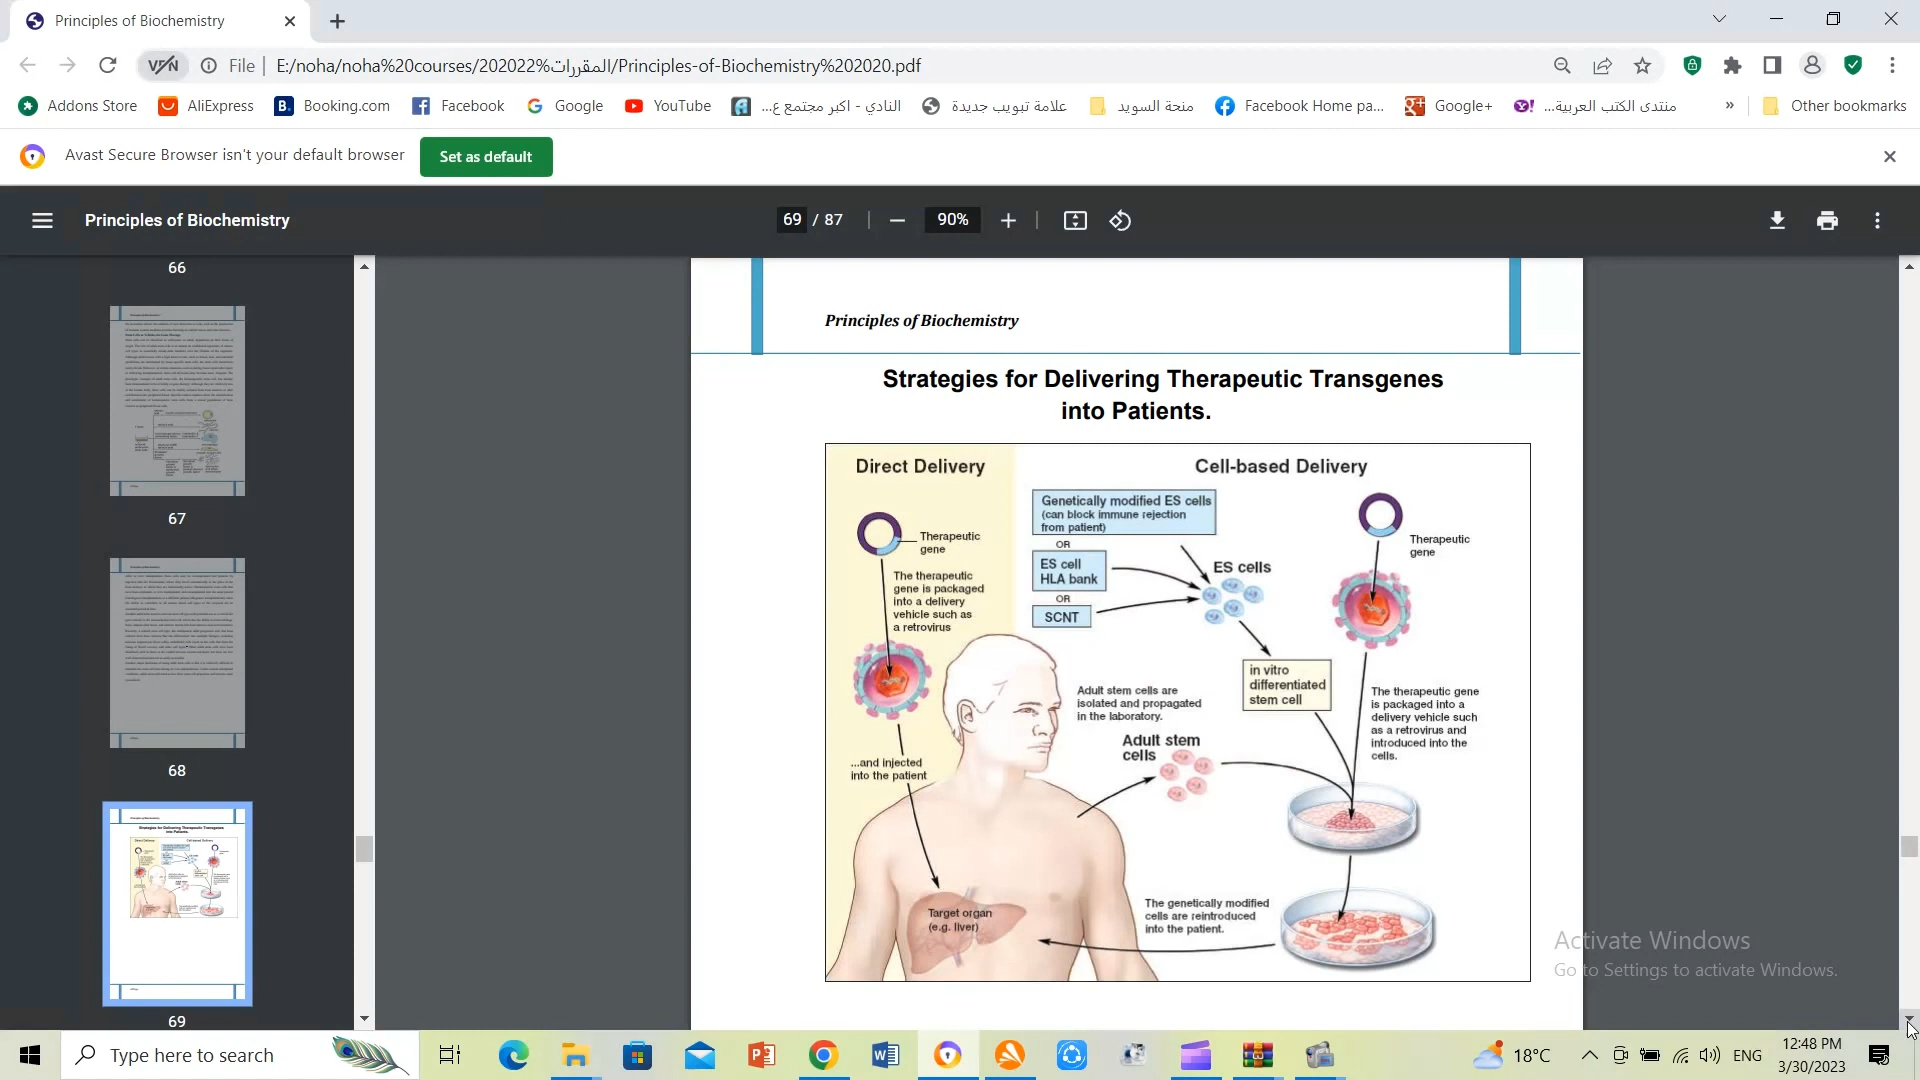 Principles of Biochemistry
File
E:/noha/noha%20courses/202022%المقررات/Principles-of-Biochemistry%202020.pdf
Addons Store
AliExpress
Booking.com
Facebook
Google
YouTube
النادي - اكبر مجتمع ع...
علامة تبويب جديدة
منحة السويد
Facebook Home pa...
Google+
منتدى الكتب العربية...
»
Other bookmarks
Avast Secure Browser isn't your default browser
Set as default
Principles of Biochemistry
69 / 87
90%
66
67
68
69
Principles of Biochemistry
Strategies for Delivering Therapeutic Transgenes
into Patients.
Direct Delivery
Therapeutic
gene
The therapeutic
gene is packaged
into a delivery
vehicle such as
a retrovirus
...and injected
into the patient
Target organ
(e.g. liver)
Cell-based Delivery
Genetically modified ES cells
(can block immune rejection
from patient)
OR
ES cell
HLA bank
OR
SCNT
ES cells
in vitro
differentiated
stem cell
Adult stem cells are
isolated and propagated
in the laboratory.
Adult stem
cells
Therapeutic
gene
The therapeutic gene
is packaged into a
delivery vehicle such
as a retrovirus and
introduced into the
cells.
The genetically modified
cells are reintroduced
into the patient.
Activate Windows
Go to Settings to activate Windows.
Type here to search
18°C
ENG
12:48 PM
3/30/2023